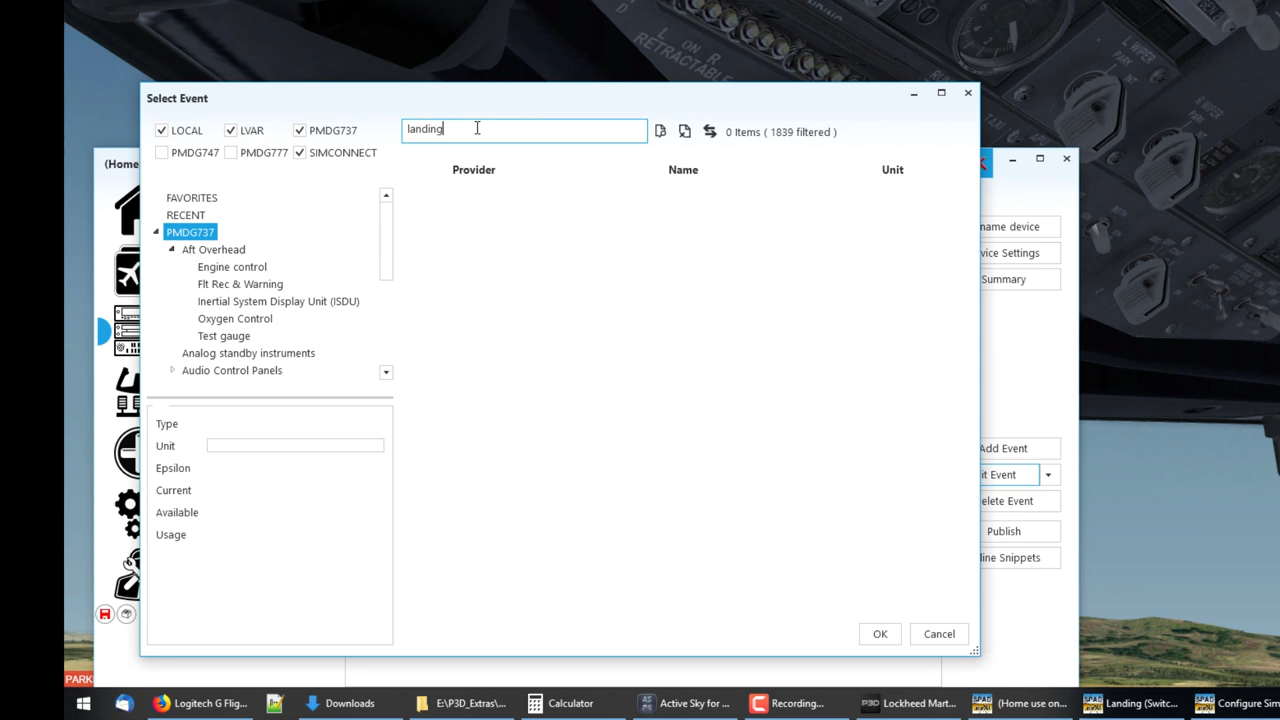 L ON R
RETRACTABLE
L WIPER
PARK INT
Select Event
LOCAL
LVAR
PMDG737
landing
0 Items ( 1839 filtered )
PMDG747
PMDG777
SIMCONNECT
(Home
Provider
Name
Unit
FAVORITES
RECENT
PMDG737
Aft Overhead
Engine control
Flt Rec & Warning
Inertial System Display Unit (ISDU)
Oxygen Control
Test gauge
Analog standby instruments
Audio Control Panels
name device
vice Settings
Summary
Type
Unit
Epsilon
Current
Available
Usage
Add Event
it Event
elete Event
Publish
line Snippets
OK
Cancel
PARK
Logitech G Flig...
Downloads
E:\P3D_Extras\...
Calculator
Active Sky for ...
Recording...
Lockheed Mart...
(Home use on...
Landing (Switc...
Configure Sim